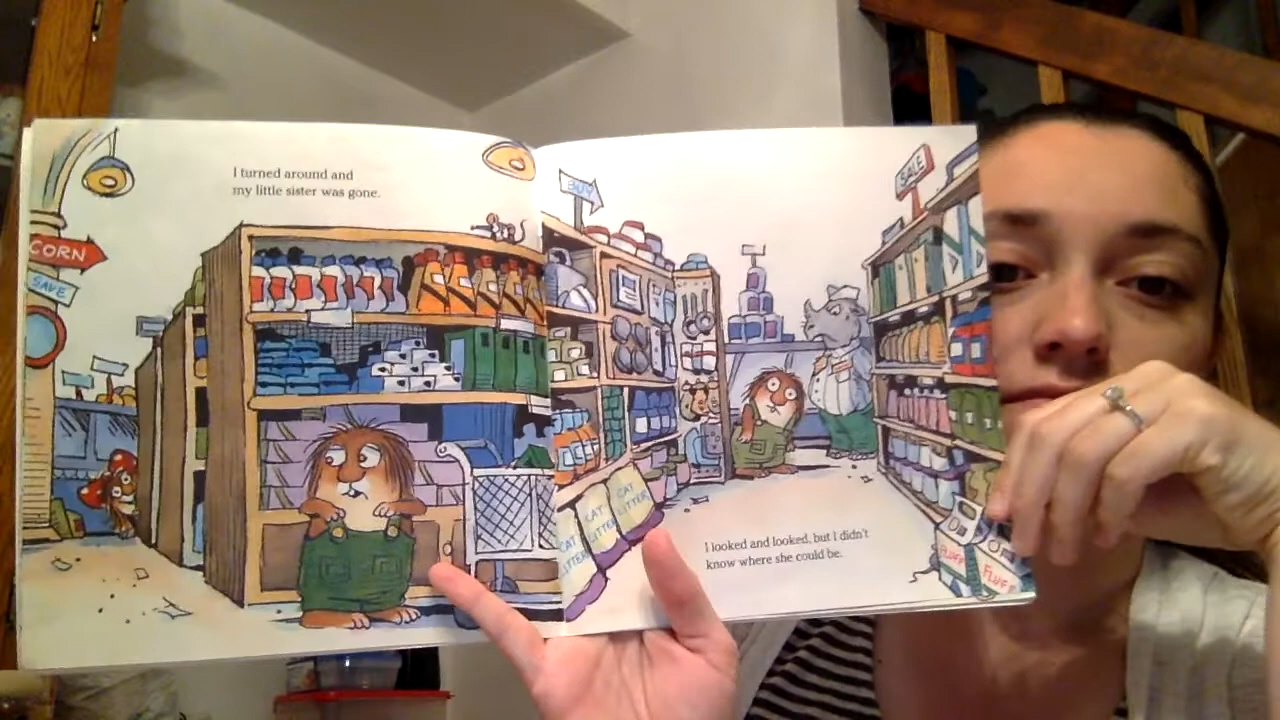 I turned around and
my little sister was gone.
CORN
SAVE
BUY
SALE
CAT
LITTER
CAT
LITTER
CAT
LITTER
I looked and looked, but I didn't
know where she could be.
FLUFF
FLUFF